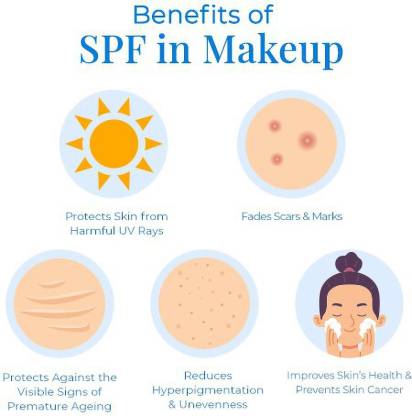 Benefits of
SPF in Makeup
Protects Skin from
Harmful UV Rays
Fades Scars & Marks
Protects Against the
Visible Signs of
Premature Ageing
Reduces
Hyperpigmentation
& Unevenness
Improves Skin's Health &
Prevents Skin Cancer